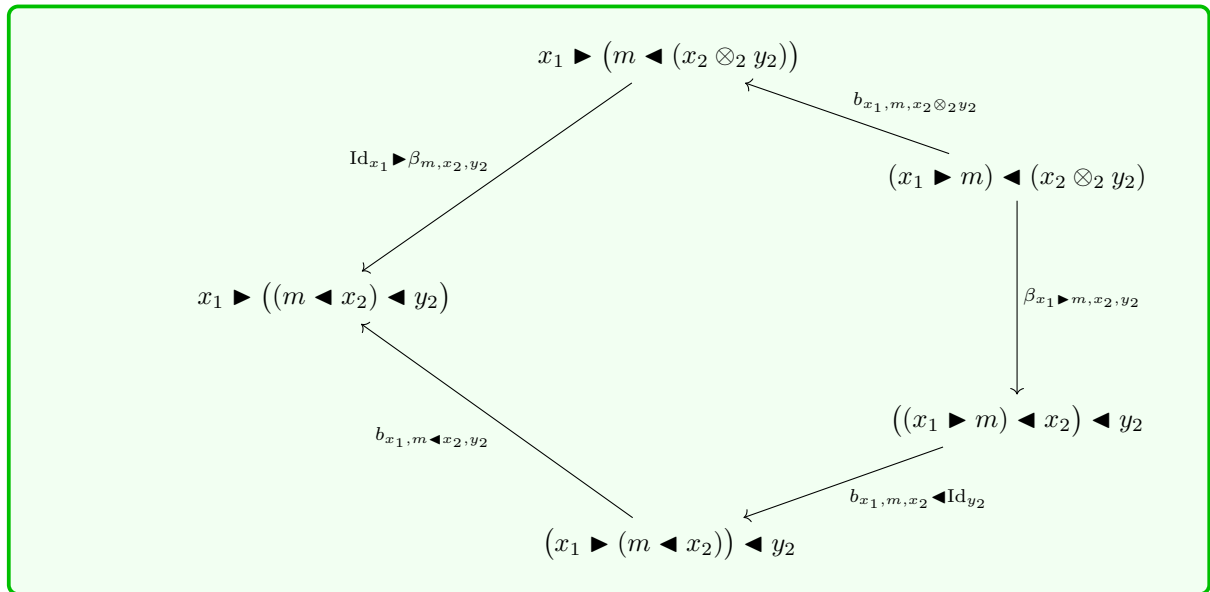 x₁ ▶ (m ◀ (x₂ ⊗₂ y₂))
b_{x₁,m,x₂⊗₂y₂}
Id_{x₁}▶β_{m,x₂,y₂}
(x₁ ▶ m) ◀ (x₂ ⊗₂ y₂)
x₁ ▶ ((m ◀ x₂) ◀ y₂)
β_{x₁▶m,x₂,y₂}
((x₁ ▶ m) ◀ x₂) ◀ y₂
b_{x₁,m◀x₂,y₂}
b_{x₁,m,x₂}◀Id_{y₂}
(x₁ ▶ (m ◀ x₂)) ◀ y₂